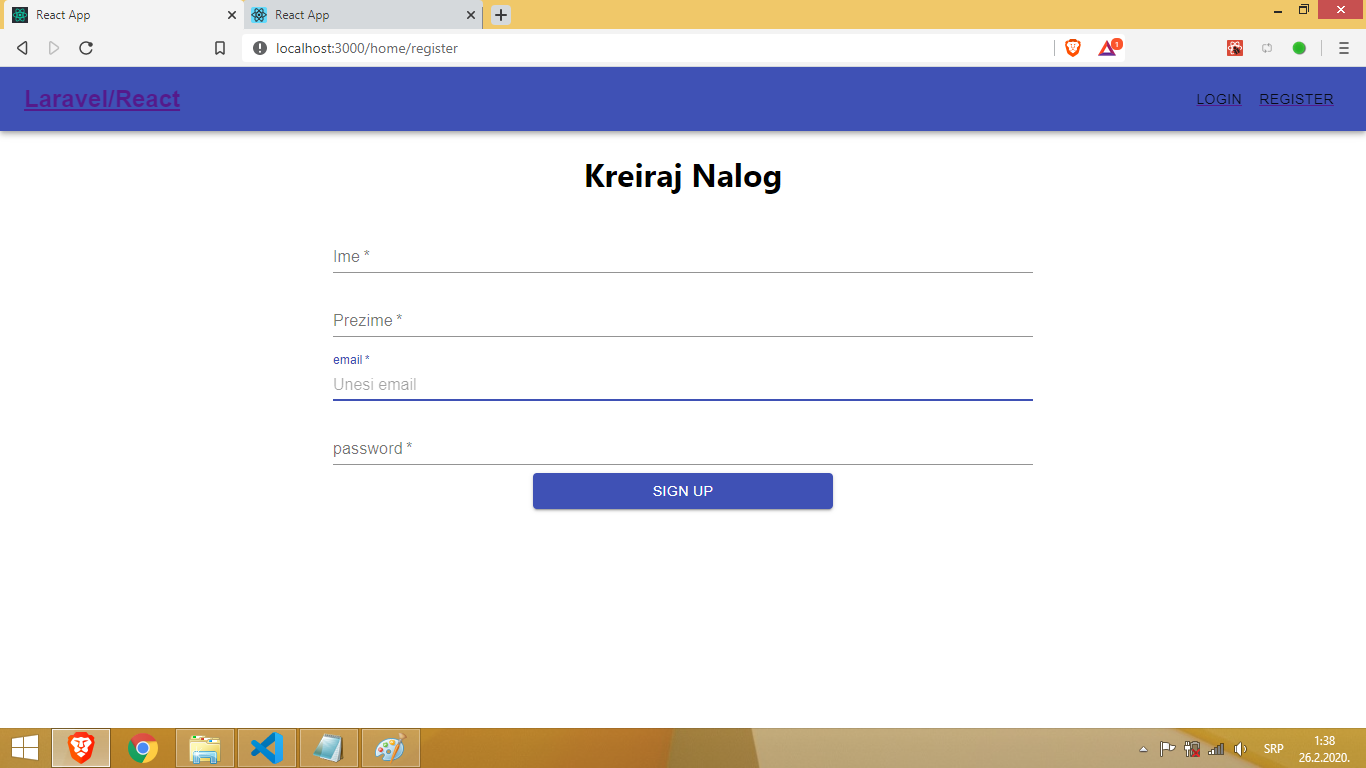 React App
React App
localhost:3000/home/register
1
Laravel/React
LOGIN REGISTER
Kreiraj Nalog
Ime *
Prezime *
email *
Unesi email
password *
SIGN UP
SRP
1:38
26.2.2020.